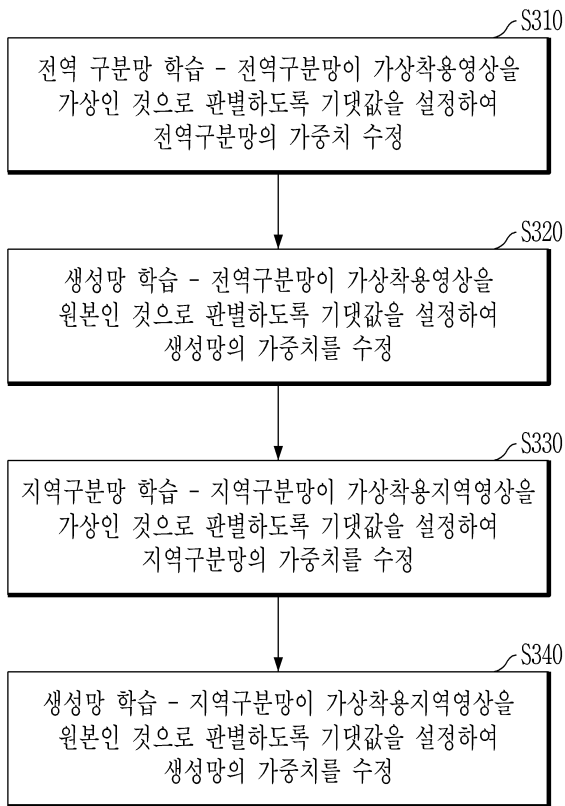 S310
전역 구분망 학습 - 전역구분망이 가상착용영상을
가상인 것으로 판별하도록 기댓값을 설정하여
전역구분망의 가중치 수정
S320
생성망 학습 - 전역구분망이 가상착용영상을
원본인 것으로 판별하도록 기댓값을 설정하여
생성망의 가중치를 수정
S330
지역구분망 학습 - 지역구분망이 가상착용지역영상을
가상인 것으로 판별하도록 기댓값을 설정하여
지역구분망의 가중치를 수정
S340
생성망 학습 - 지역구분망이 가상착용지역영상을
원본인 것으로 판별하도록 기댓값을 설정하여
생성망의 가중치를 수정